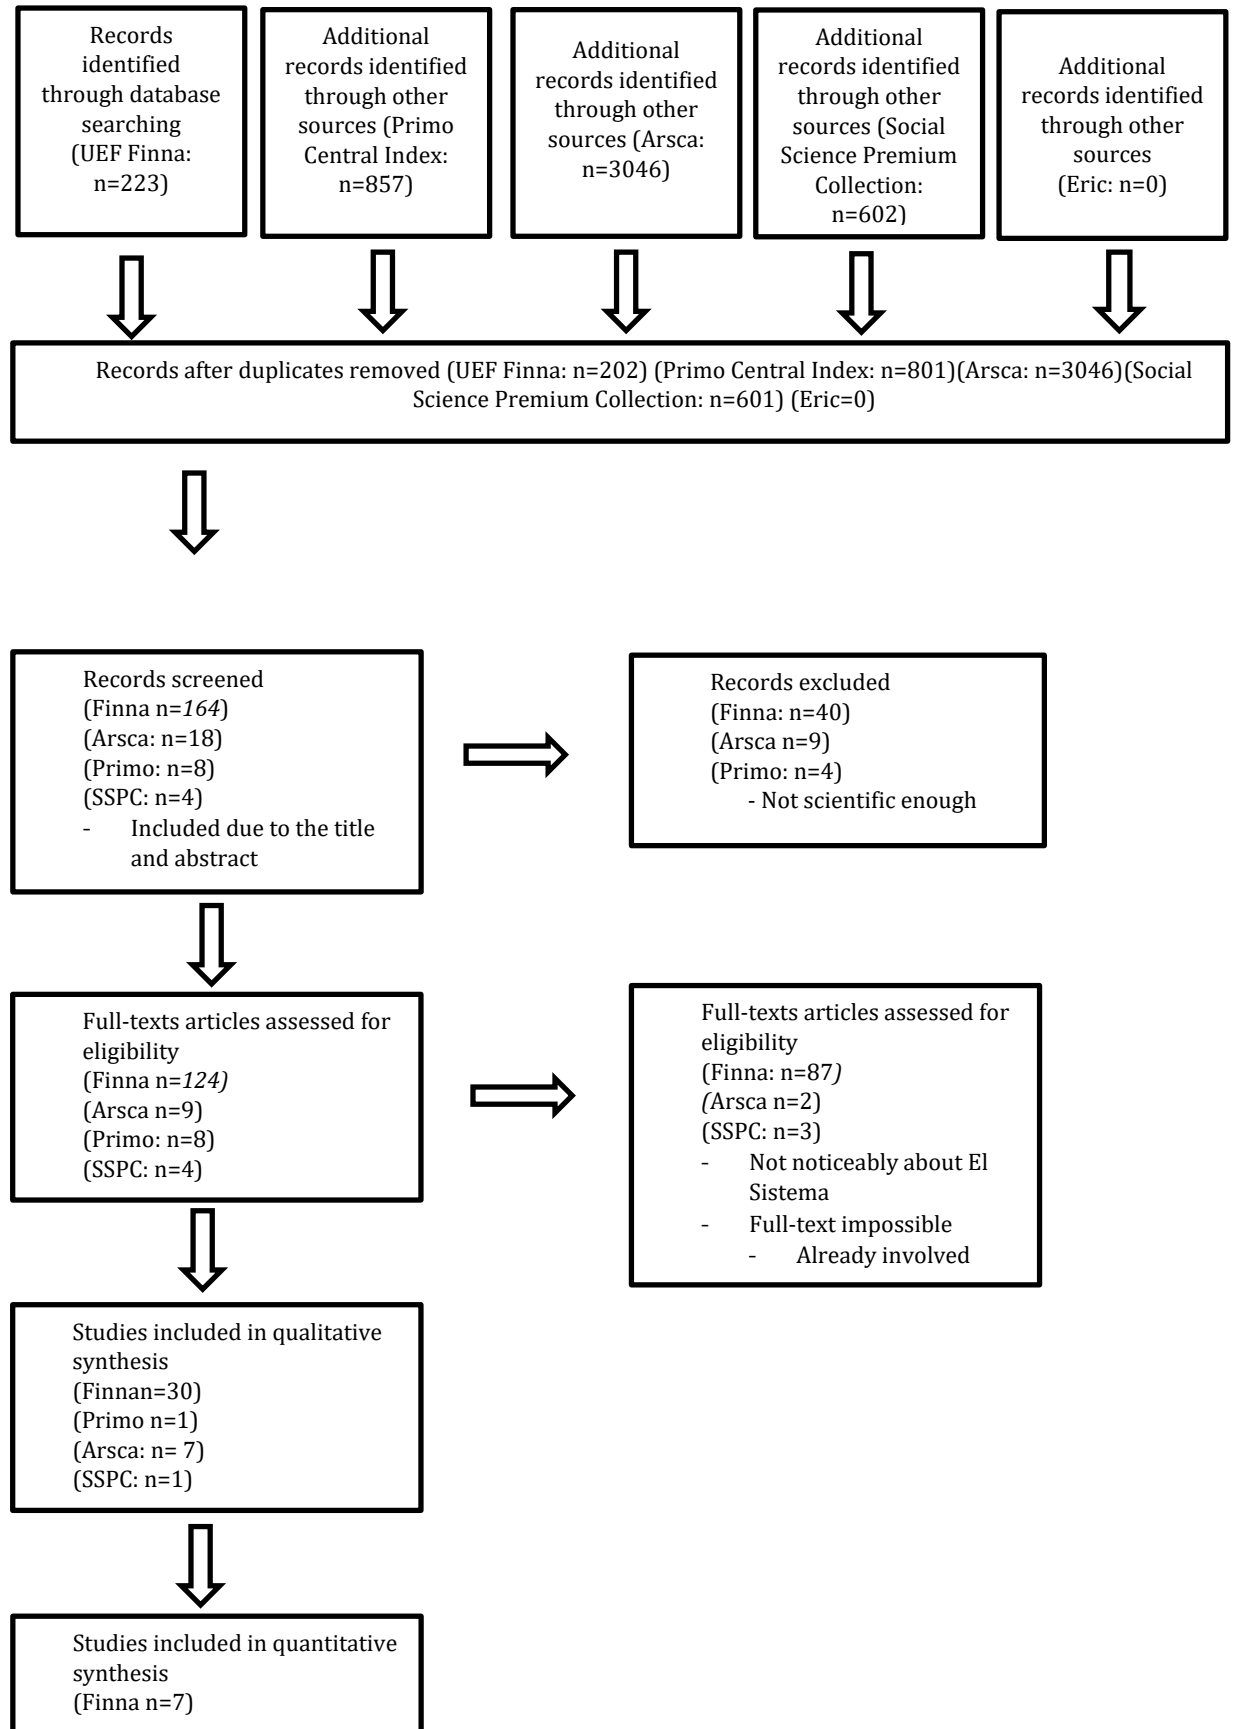 Records
identified
through database
searching
(UEF Finna:
n=223)
Additional
records identified
through other
sources (Primo
Central Index:
n=857)
Additional
records identified
through other
sources (Arsca:
n=3046)
Additional
records identified
through other
sources (Social
Science Premium
Collection:
n=602)
Additional
records identified
through other
sources
(Eric: n=0)
Records after duplicates removed (UEF Finna: n=202) (Primo Central Index: n=801)(Arsca: n=3046)(Social
Science Premium Collection: n=601) (Eric=0)
Records screened
(Finna n=164)
(Arsca: n=18)
(Primo: n=8)
(SSPC: n=4)
- Included due to the title
and abstract
Records excluded
(Finna: n=40)
(Arsca n=9)
(Primo: n=4)
- Not scientific enough
Full-texts articles assessed for
eligibility
(Finna n=124)
(Arsca n=9)
(Primo: n=8)
(SSPC: n=4)
Full-texts articles assessed for
eligibility
(Finna: n=87)
(Arsca n=2)
(SSPC: n=3)
- Not noticeably about El
Sistema
- Full-text impossible
- Already involved
Studies included in qualitative
synthesis
(Finnan=30)
(Primo n=1)
(Arsca: n= 7)
(SSPC: n=1)
Studies included in quantitative
synthesis
(Finna n=7)